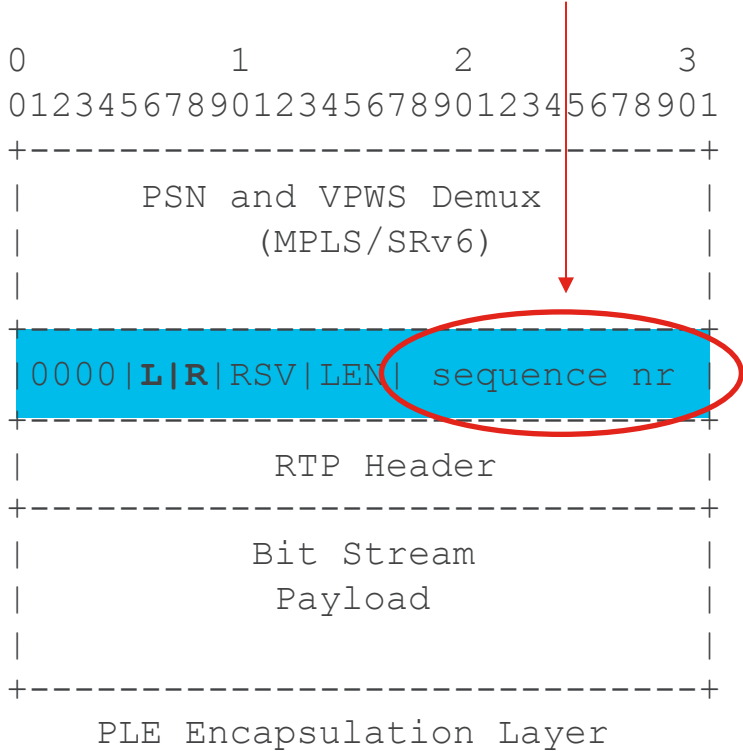 0         1         2         3
01234567890123456789012345678901
+------------------------------+
|     PSN and VPWS Demux       |
|          (MPLS/SRv6)         |
|                              |
+------------------------------+
|0000|L|R|RSV|LEN| sequence nr |
+------------------------------+
|           RTP Header         |
+------------------------------+
|          Bit Stream          |
|           Payload            |
|                              |
+------------------------------+
PLE Encapsulation Layer